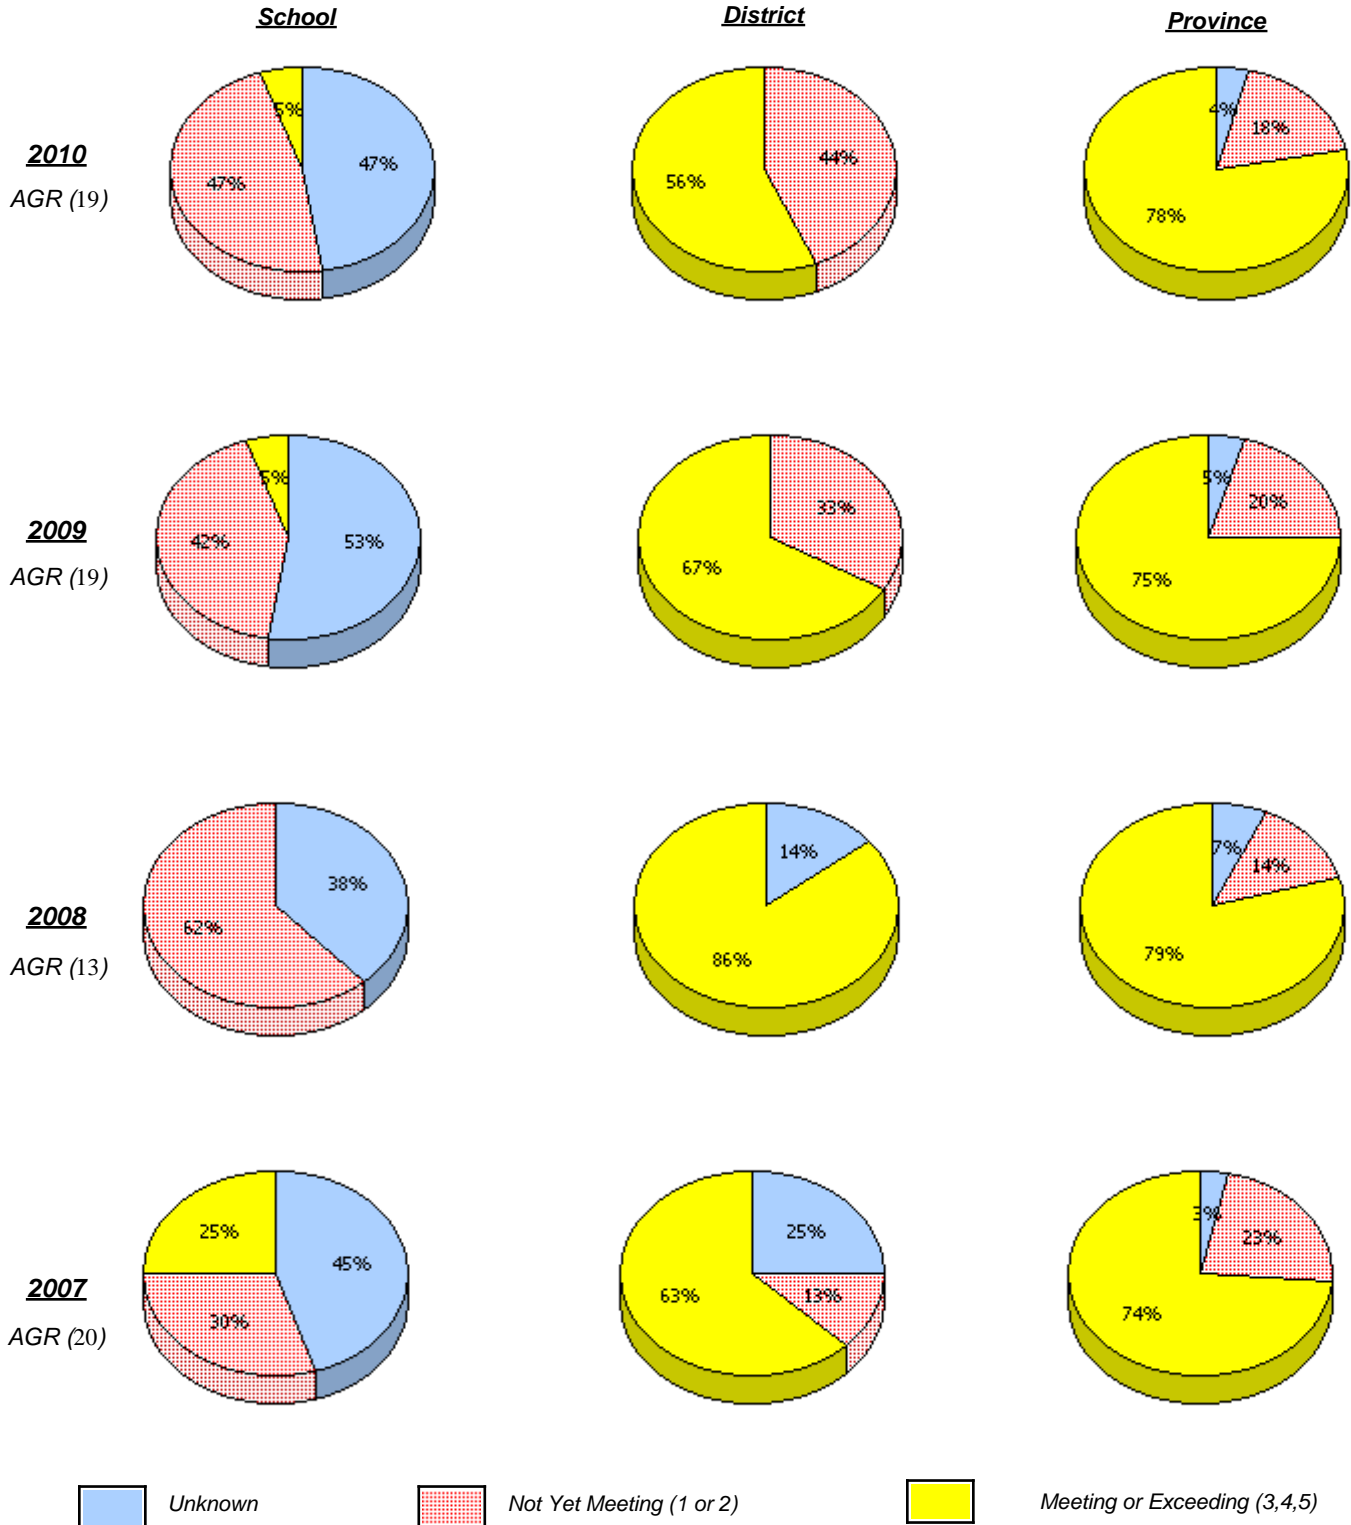 School District Province
2010
AGR (19)
5% 47% 47%
44% 56%
4% 18% 78%
2009
AGR (19)
5% 42% 53%
33% 67%
5% 20% 75%
2008
AGR (13)
38% 62%
14% 86%
7% 14% 79%
2007
AGR (20)
25% 45% 30%
25% 63% 13%
3% 23% 74%
Unknown Not Yet Meeting (1 or 2) Meeting or Exceeding (3,4,5)